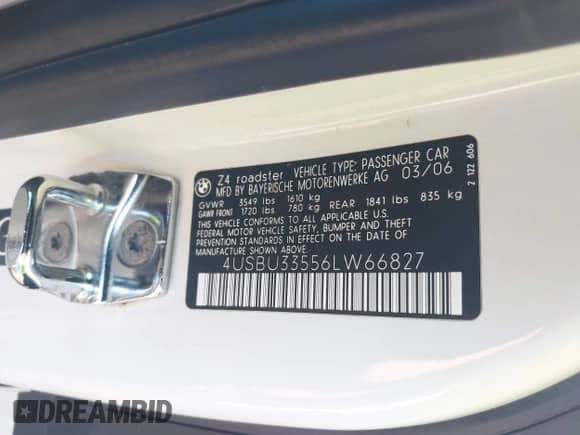 Z4 roadster VEHICLE TYPE: PASSENGER CAR
MFD BY BAYERISCHE MOTORENWERKE AG 03/06
GVWR 3549 lbs 1610 kg
GAWR FRONT 1720 lbs 780 kg REAR 1841 lbs 835 kg
THIS VEHICLE CONFORMS TO ALL APPLICABLE U.S.
FEDERAL MOTOR VEHICLE SAFETY, BUMPER AND THEFT
PREVENTION STANDARDS IN EFFECT ON THE DATE OF
MANUFACTURE SHOWN ABOVE.
4USBU33556LW66827
2 122 606
DREAMBID